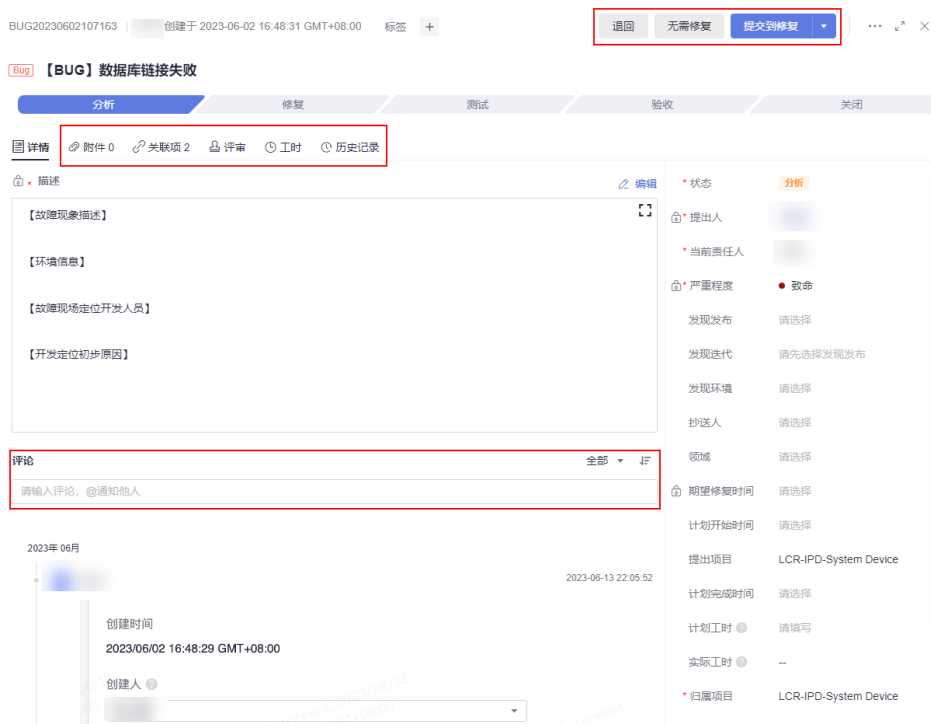 BUG20230602107163 创建于 2023-06-02 16:48:31 GMT+08:00 标签 + 退回 无需修复 提交到修复
Bug 【BUG】数据库链接失败
分析 修复 测试 验收 关闭
详情 附件 0 关联项 2 评审 工时 历史记录
* 描述 编辑
【故障现象描述】
【环境信息】
【故障现场定位开发人员】
【开发定位初步原因】
评论 全部
请输入评论，@通知他人
2023年 06月
2023-06-13 22:05:52
创建时间
2023/06/02 16:48:29 GMT+08:00
创建人
* 状态 分析
* 提出人
* 当前责任人
* 严重程度 致命
发现发布 请选择
发现迭代 请先选择发现发布
发现环境 请选择
抄送人 请选择
领域 请选择
期望修复时间 请选择
计划开始时间 请选择
提出项目 LCR-IPD-System Device
计划完成时间 请选择
计划工时 请填写
实际工时 --
* 归属项目 LCR-IPD-System Device